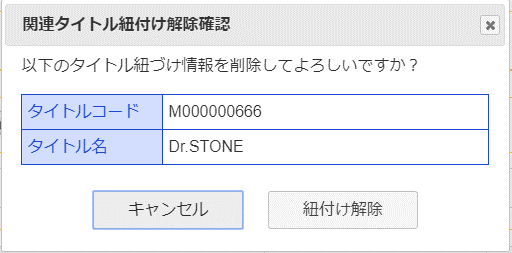 関連タイトル紐付け解除確認
以下のタイトル紐づけ情報を削除してよろしいですか？
タイトルコード M000000666
タイトル名 Dr.STONE
キャンセル 紐付け解除